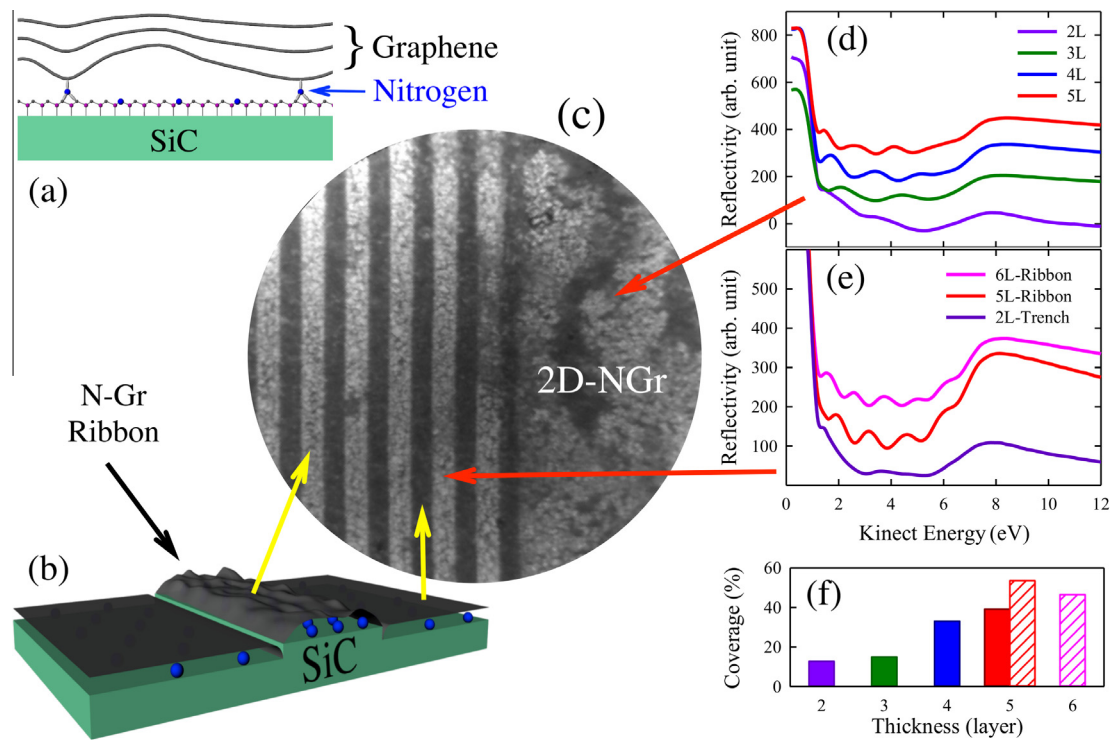 } Graphene
Nitrogen
SiC
(a)
(c)
2D-NGr
N-Gr
Ribbon
(b)
SiC
(d)
2L
3L
4L
5L
Reflectivity (arb. unit)
800
600
400
200
0
(e)
6L-Ribbon
5L-Ribbon
2L-Trench
Reflectivity (arb. unit)
500
400
300
200
100
0 2 4 6 8 10 12
Kinect Energy (eV)
(f)
Coverage (%)
60
40
20
0
2 3 4 5 6
Thickness (layer)